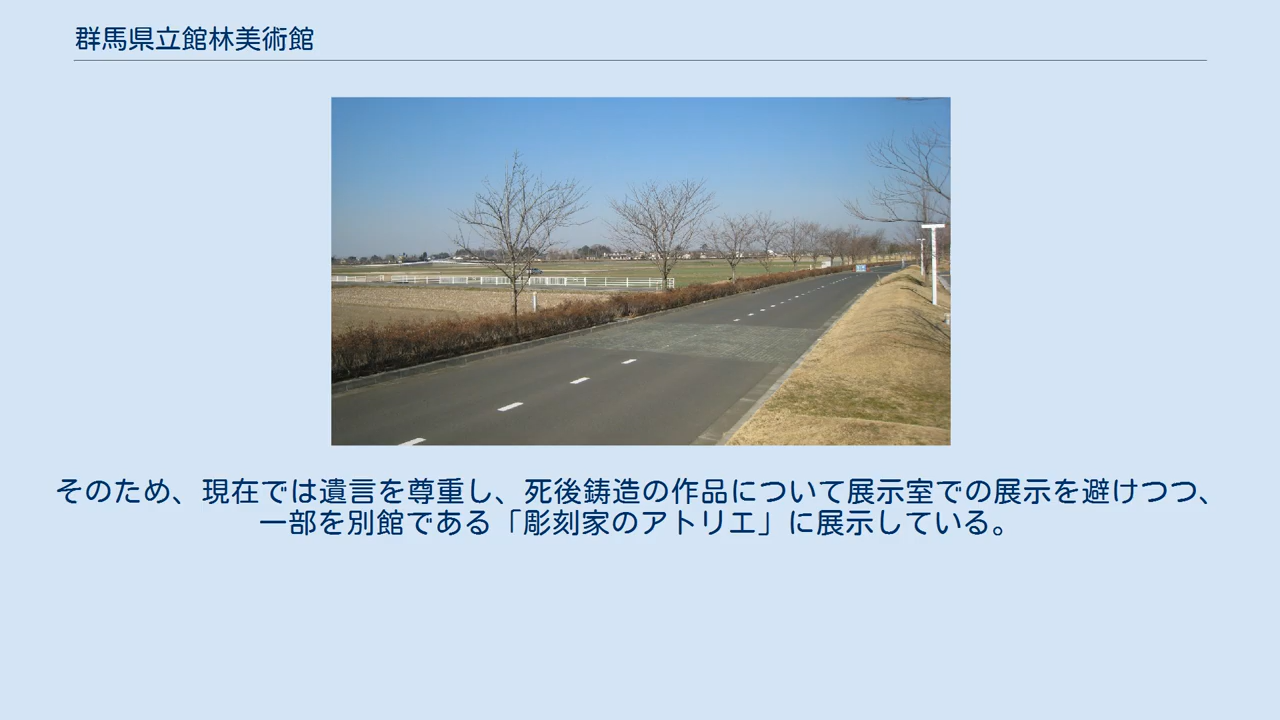 群馬県立館林美術館
そのため、現在では遺言を尊重し、死後鋳造の作品について展示室での展示を避けつつ、
一部を別館である「彫刻家のアトリエ」に展示している。